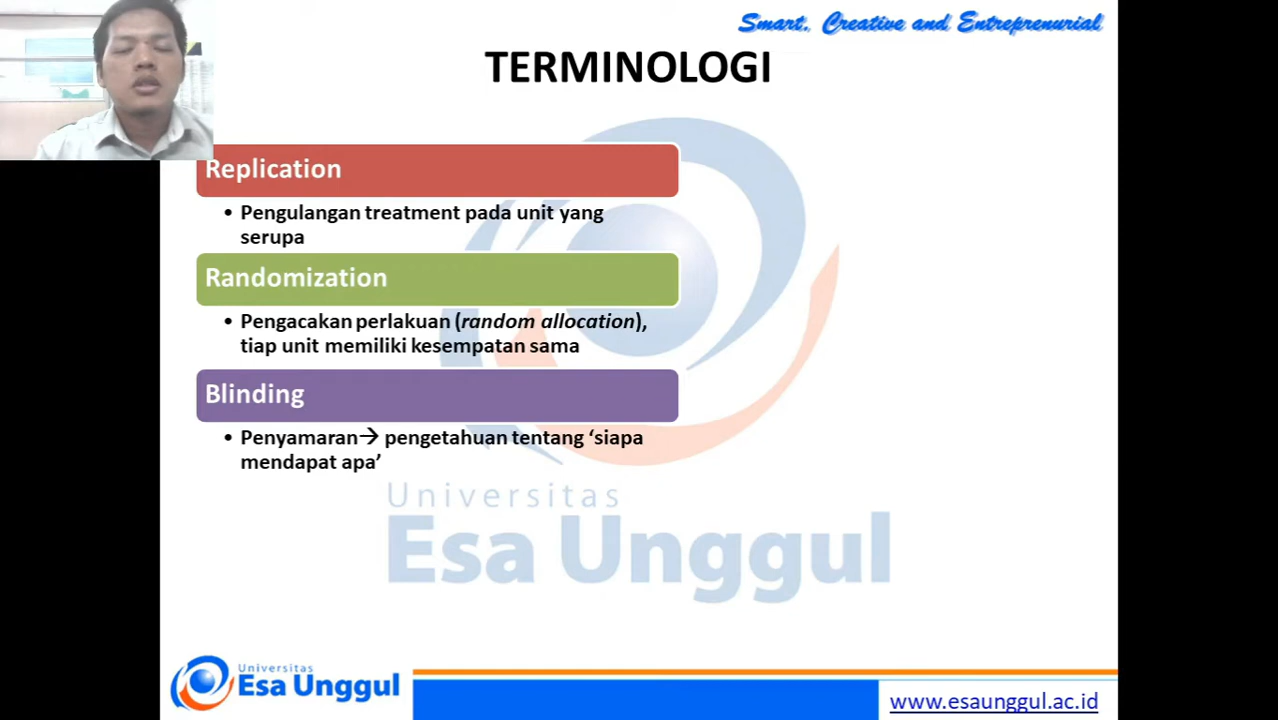 Smart, Creative and Entreprenurial
TERMINOLOGI
Replication
• Pengulangan treatment pada unit yang
serupa
Randomization
• Pengacakan perlakuan (random allocation),
tiap unit memiliki kesempatan sama
Blinding
• Penyamaran→ pengetahuan tentang ‘siapa
mendapat apa’
Universitas
Esa Unggul
Universitas
Esa Unggul
www.esaunggul.ac.id